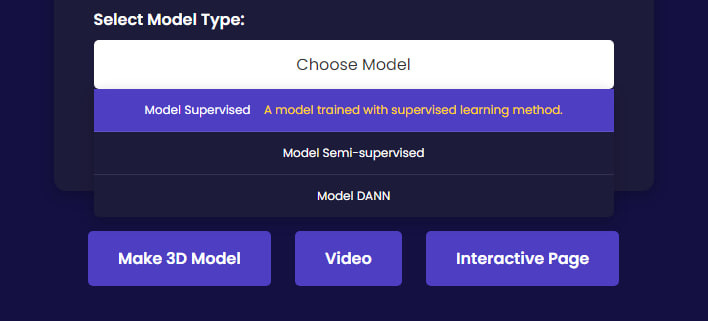 Select Model Type:
Choose Model
Model Supervised A model trained with supervised learning method.
Model Semi-supervised
Model DANN
Make 3D Model Video Interactive Page